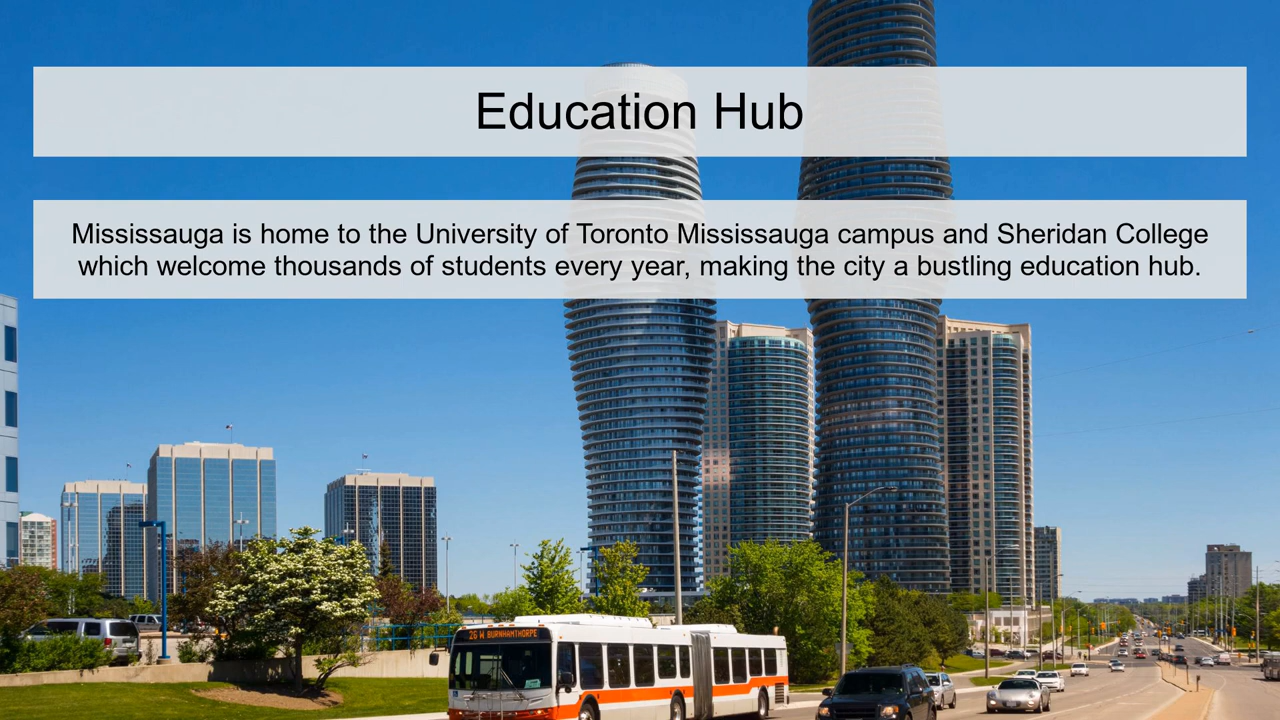 Education Hub
Mississauga is home to the University of Toronto Mississauga campus and Sheridan College
which welcome thousands of students every year, making the city a bustling education hub.
26 W BURNHAMTHORPE